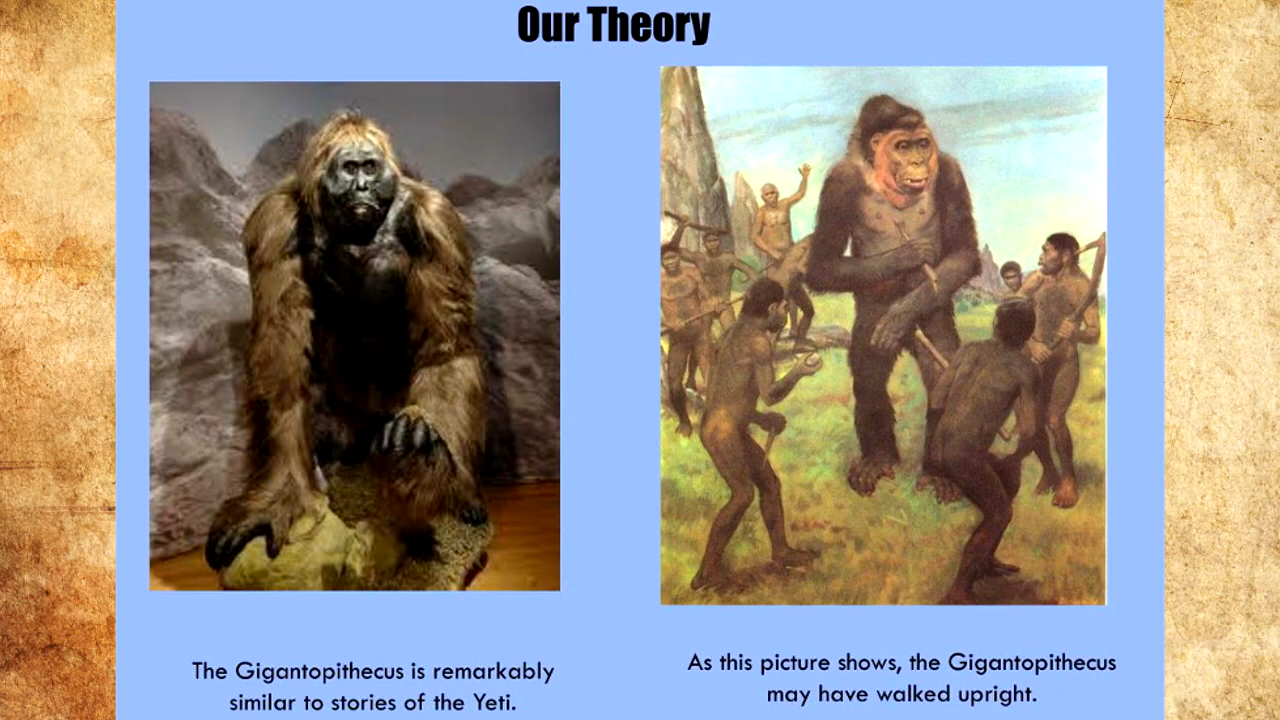 Our Theory
The Gigantopithecus is remarkably
similar to stories of the Yeti.
As this picture shows, the Gigantopithecus
may have walked upright.